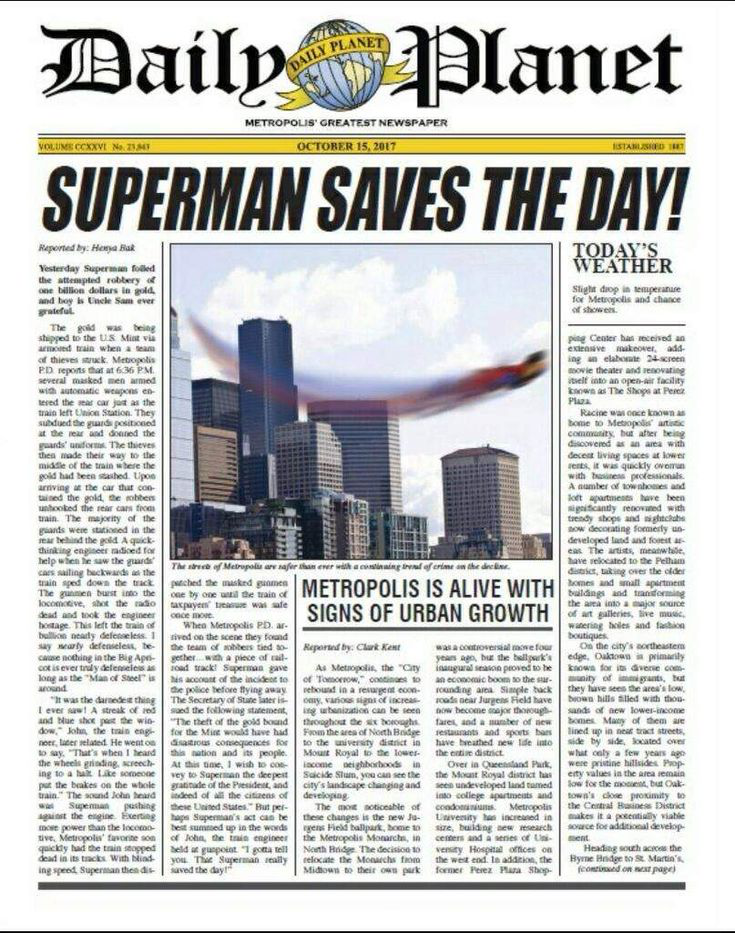 Daily Planet
DAILY PLANET
METROPOLIS' GREATEST NEWSPAPER
VOLUME CCXXVI No. 23,843
OCTOBER 15, 2017
ESTABLISHED 1887
SUPERMAN SAVES THE DAY!
Reported by: Henya Bak
Yesterday Superman foiled
the attempted robbery of
one billion dollars in gold,
and boy is Uncle Sam ever
grateful.
The gold was being
shipped to the U.S. Mint via
armored train when a team
of thieves struck. Metropolis
P.D. reports that at 6:36 P.M.
several masked men armed
with automatic weapons en-
tered the rear car just as the
train left Union Station. They
subdued the guards positioned
at the rear and donned the
guards' uniforms. The thieves
then made their way to the
middle of the train where the
gold had been stashed. Upon
arriving at the car that con-
tained the gold, the robbers
unhooked the rear cars from
train. The majority of the
guards were stationed in the
rear behind the gold. A quick-
thinking engineer radioed for
help when he saw the guards'
cars sailing backwards as the
train sped down the track.
The gunmen burst into the
locomotive, shot the radio
dead and took the engineer
hostage. This left the train of
bullion nearly defenseless. I
say nearly defenseless, be-
cause nothing in the Big Apri-
cot is ever truly defenseless as
long as the "Man of Steel" is
around.
"It was the darnedest thing
I ever saw! A streak of red
and blue shot past the win-
dow," John, the train engi-
neer, later related. He went on
to say, "That's when I heard
the wheels grinding, screech-
ing to a halt. Like someone
put the brakes on the whole
train." The sound John heard
was Superman pushing
against the engine. Exerting
more power than the locomo-
tive, Metropolis' favorite son
quickly had the train stopped
dead in its tracks. With blind-
ing speed, Superman then dis-
The streets of Metropolis are safer than ever with a continuing trend of crime on the decline.
patched the masked gunmen
one by one until the train of
taxpayers' treasure was safe
once more.
When Metropolis P.D. ar-
rived on the scene they found
the team of robbers tied to-
gether...with a piece of rail-
road track! Superman gave
his account of the incident to
the police before flying away.
The Secretary of State later is-
sued the following statement,
"The theft of the gold bound
for the Mint would have had
disastrous consequences for
this nation and its people.
At this time, I wish to con-
vey to Superman the deepest
gratitude of the President, and
indeed of all the citizens of
these United States." But per-
haps Superman's act can be
best summed up in the words
of John, the train engineer
held at gunpoint. "I gotta tell
you. That Superman really
saved the day!"
METROPOLIS IS ALIVE WITH
SIGNS OF URBAN GROWTH
Reported by: Clark Kent
As Metropolis, the "City
of Tomorrow," continues to
rebound in a resurgent econ-
omy, various signs of increas-
ing urbanization can be seen
throughout the six boroughs.
From the area of North Bridge
to the university district in
Mount Royal to the lower-
income neighborhoods in
Suicide Slum, you can see the
city's landscape changing and
developing.
The most noticeable of
these changes is the new Ju-
rgens Field ballpark, home to
the Metropolis Monarchs, in
North Bridge. The decision to
relocate the Monarchs from
Midtown to their own park
was a controversial move four
years ago, but the ballpark's
inaugural season proved to be
an economic boom to the sur-
rounding area. Simple back
roads near Jurgens Field have
now become major thorough-
fares, and a number of new
restaurants and sports bars
have breathed new life into
the entire district.
Over in Queensland Park,
the Mount Royal district has
seen undeveloped land turned
into college apartments and
condominiums. Metropolis
University has increased in
size, building new research
centers and a series of Uni-
versity Hospital offices on
the west end. In addition, the
former Perez Plaza Shop-
TODAY'S
WEATHER
Slight drop in temperature
for Metropolis and chance
of showers.
ping Center has received an
extensive makeover, add-
ing an elaborate 24-screen
movie theater and renovating
itself into an open-air facility
known as The Shops at Perez
Plaza.
Racine was once known as
home to Metropolis' artistic
community, but after being
discovered as an area with
decent living spaces at lower
rents, it was quickly overrun
with business professionals.
A number of townhomes and
loft apartments have been
significantly renovated with
trendy shops and nightclubs
now decorating formerly un-
developed land and forest ar-
eas. The artists, meanwhile,
have relocated to the Pelham
district, taking over the older
homes and small apartment
buildings and transforming
the area into a major source
of art galleries, live music,
watering holes and fashion
boutiques.
On the city's northeastern
edge, Oaktown is primarily
known for its diverse com-
munity of immigrants, but
they have seen the area's low,
brown hills filled with thou-
sands of new lower-income
homes. Many of them are
lined up in neat tract streets,
side by side, located over
what only a few years ago
were pristine hillsides. Prop-
erty values in the area remain
low for the moment, but Oak-
town's close proximity to
the Central Business District
makes it a potentially viable
source for additional develop-
ment.
Heading south across the
Byrne Bridge to St. Martin's,
(continued on next page)